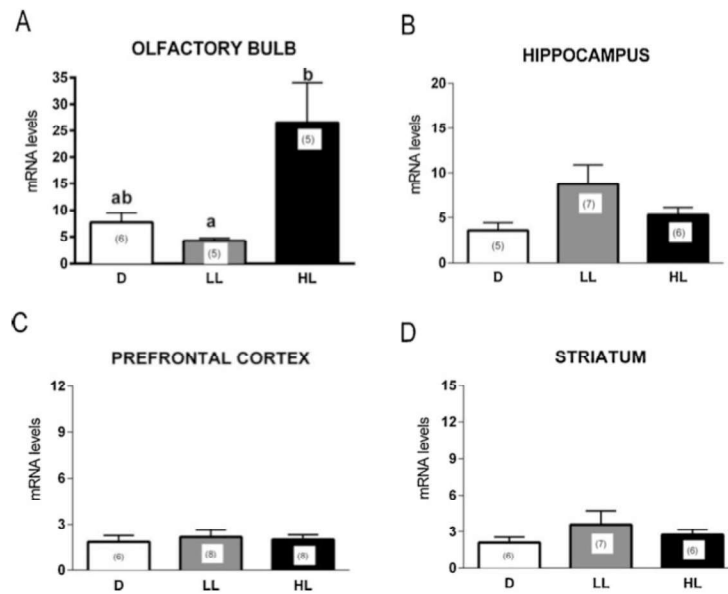 A
OLFACTORY BULB
mRNA levels
35
30
25
20
15
10
5
0
ab
a
b
(6)
(5)
(5)
D LL HL
B
HIPPOCAMPUS
mRNA levels
20
15
10
5
0
(5)
(7)
(6)
D LL HL
C
PREFRONTAL CORTEX
mRNA levels
12
9
6
3
0
(6)
(8)
(8)
D LL HL
D
STRIATUM
mRNA levels
15
12
9
6
3
0
(6)
(7)
(6)
D LL HL